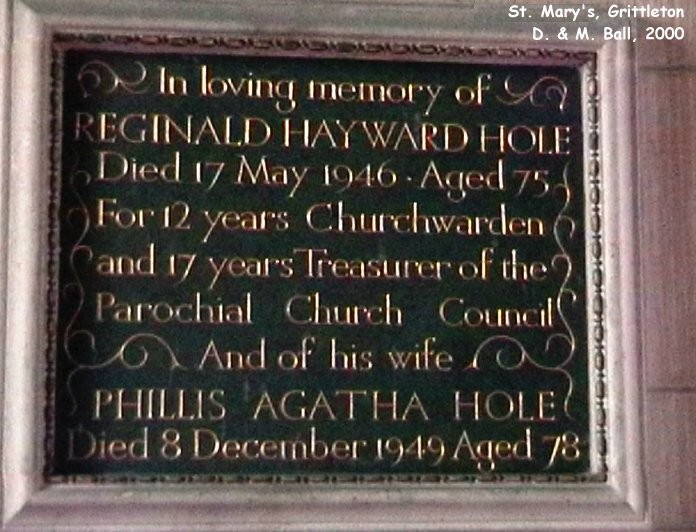 St. Mary's, Grittleton
D. & M. Ball, 2000
In loving memory of
REGINALD HAYWARD HOLE
Died 17 May 1946 · Aged 75
For 12 years Churchwarden
and 17 years Treasurer of the
Parochial Church Council
And of his wife
PHILLIS AGATHA HOLE
Died 8 December 1949 Aged 78